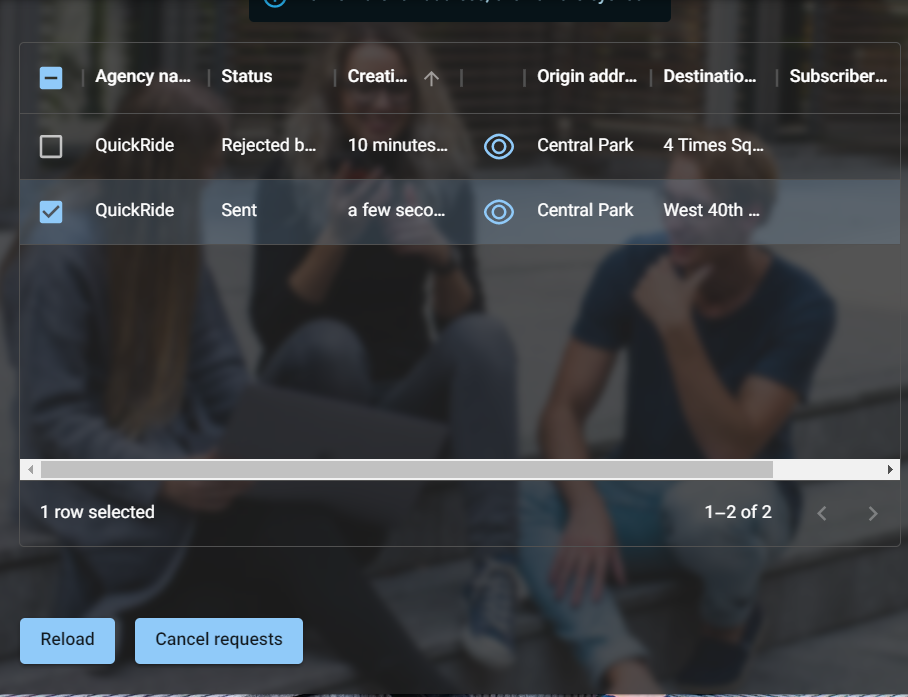 Agency na... Status Creati... Origin addr... Destinatio... Subscriber...
QuickRide Rejected b... 10 minutes... Central Park 4 Times Sq...
QuickRide Sent a few seco... Central Park West 40th ...
1 row selected 1–2 of 2
Reload Cancel requests